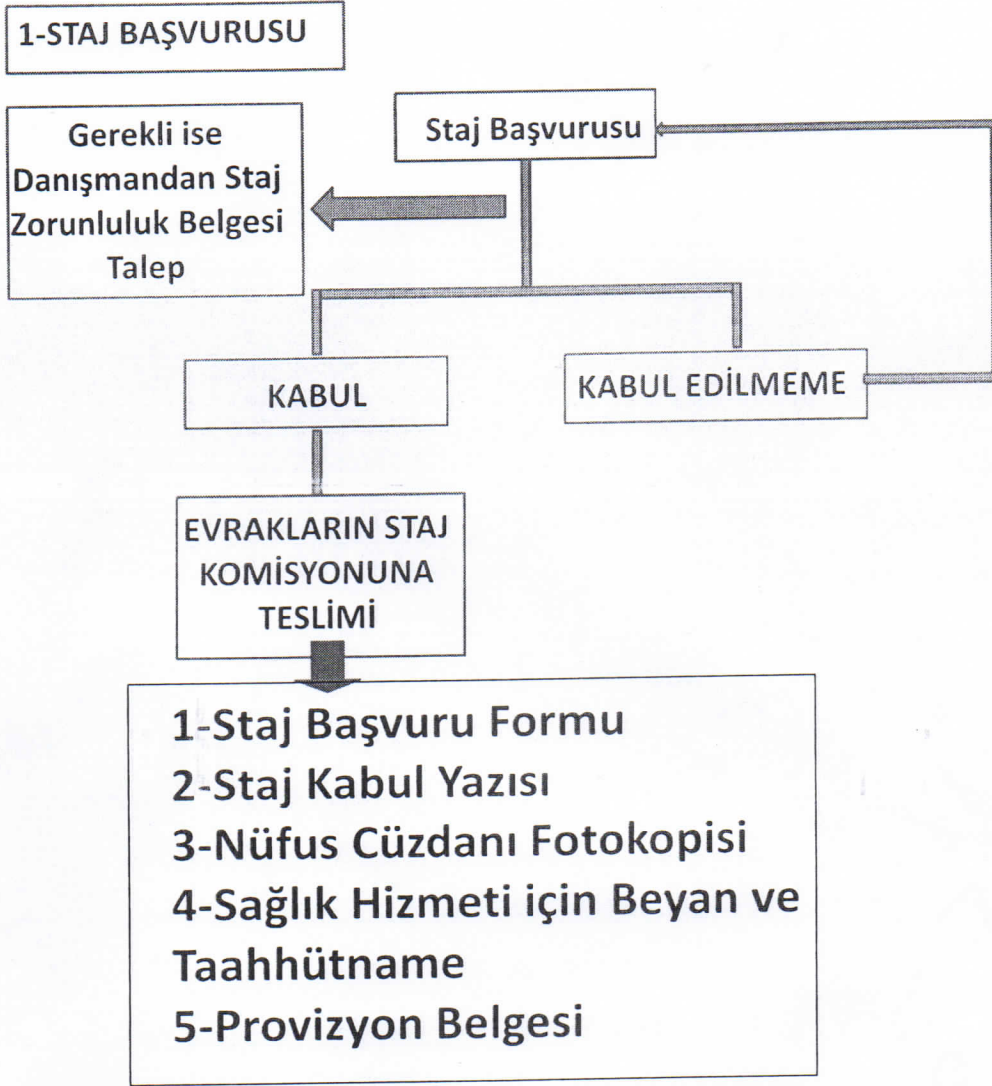 1-STAJ BAŞVURUSU
Gerekli ise
Danışmandan Staj
Zorunluluk Belgesi
Talep
Staj Başvurusu
KABUL
KABUL EDİLMEME
EVRAKLARIN STAJ
KOMİSYONUNA
TESLİMİ
1-Staj Başvuru Formu
2-Staj Kabul Yazısı
3-Nüfus Cüzdanı Fotokopisi
4-Sağlık Hizmeti için Beyan ve
Taahhütname
5-Provizyon Belgesi